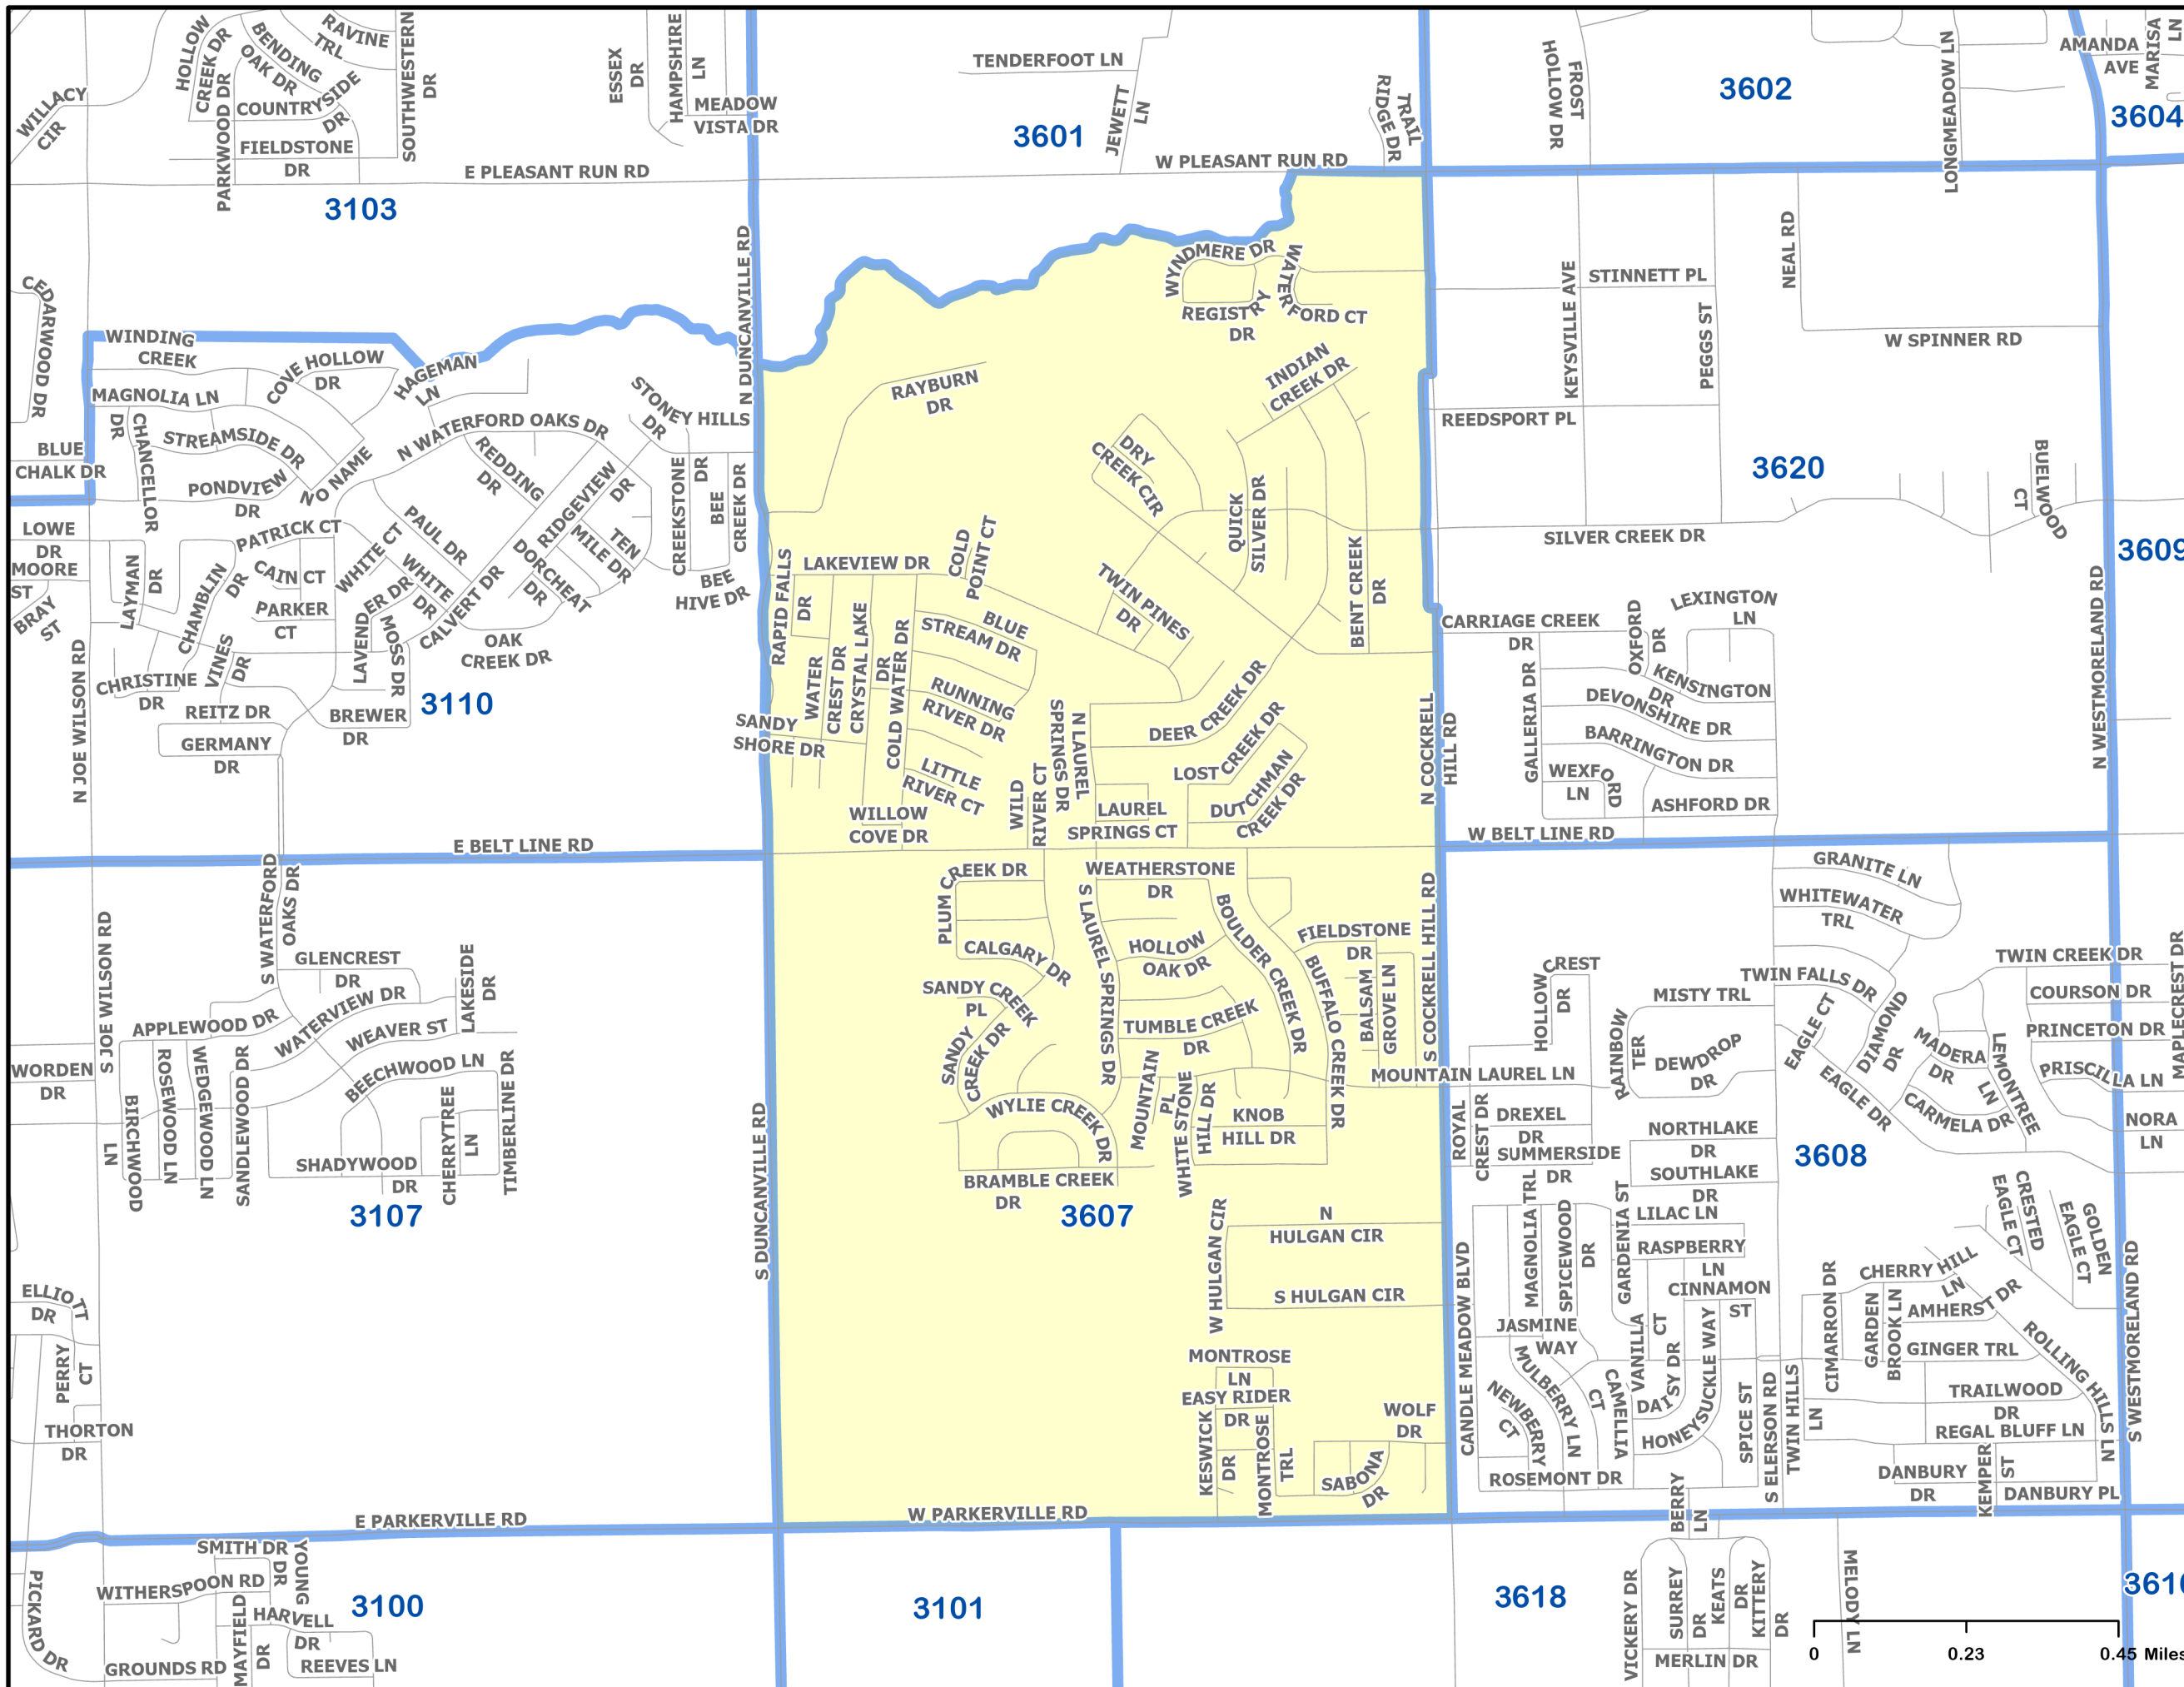 HOLLOW
CREEK DR
BENDING
OAK DR
RAVINE
TRL
SOUTHWESTERN
DR
WILLACY
CIR
PARKWOOD DR
COUNTRYSIDE
DR
FIELDSTONE
DR
ESSEX
DR
HAMPSHIRE
LN
MEADOW
VISTA DR
E PLEASANT RUN RD
3103
TENDERFOOT LN
JEWETT
LN
3601
TRAIL
RIDGE DR
W PLEASANT RUN RD
FROST
HOLLOW DR
3602
LONGMEADOW LN
AMANDA
AVE
MARISA
LN
3604
CEDARWOOD DR
WINDING
CREEK
COVE HOLLOW
DR
HAGEMAN
LN
MAGNOLIA LN
CHANCELLOR
DR
STREAMSIDE DR
BLUE
CHALK DR
PONDVIEW
DR
NO NAME
N WATERFORD OAKS DR
STONEY HILLS
DR
REDDING
DR
RIDGEVIEW
DR
CREEKSTONE
DR
BEE
CREEK DR
N DUNCANVILLE RD
LOWE
DR
MOORE
ST
BRAY
ST
PATRICK CT
CAIN CT
PARKER
CT
LAYMAN
DR
CHAMBLIN
DR
WHITE CT
PAUL DR
WHITE
DR
LAVENDER DR
MOSS DR
CALVERT DR
DORCHEAT
DR
TEN
MILE DR
BEE
HIVE DR
OAK
CREEK DR
VINES
DR
CHRISTINE
DR
REITZ DR
GERMANY
DR
BREWER
DR
3110
N JOE WILSON RD
E BELT LINE RD
WYNDMERE DR
WATERFORD CT
REGISTRY
DR
RAYBURN
DR
INDIAN
CREEK DR
DRY
CREEK CIR
QUICK
SILVER DR
BENT CREEK
DR
LAKEVIEW DR
COLD
POINT CT
RAPID FALLS
DR
TWIN PINES
DR
BLUE
STREAM DR
WATER
CREST DR
CRYSTAL LAKE
DR
COLD WATER DR
RUNNING
RIVER DR
SANDY
SHORE DR
DEER CREEK DR
LITTLE
RIVER CT
WILLOW
COVE DR
WILD
RIVER CT
N LAUREL
SPRINGS DR
LAUREL
SPRINGS CT
LOST CREEK DR
DUTCHMAN
CREEK DR
N COCKRELL
HILL RD
KEYSVILLE AVE
STINNETT PL
PEGGS ST
NEAL RD
W SPINNER RD
REEDSPORT PL
3620
BUELWOOD
CT
SILVER CREEK DR
3609
CARRIAGE CREEK
DR
OXFORD
DR
LEXINGTON
LN
GALLERIA DR
KENSINGTON
DR
DEVONSHIRE DR
BARRINGTON DR
WEXFORD
LN
ASHFORD DR
W BELT LINE RD
N WESTMORELAND RD
S WATERFORD
OAKS DR
S JOE WILSON RD
GLENCREST
DR
LAKESIDE
DR
WATERVIEW DR
APPLEWOOD DR
WEAVER ST
WORDEN
DR
BEECHWOOD LN
BIRCHWOOD
LN
ROSEWOOD LN
WEDGEWOOD LN
SANDLEWOOD DR
CHERRYTREE
LN
TIMBERLINE DR
SHADYWOOD
DR
3107
ELLIOTT
DR
PERRY
CT
THORTON
DR
S DUNCANVILLE RD
PLUM CREEK DR
WEATHERSTONE
DR
CALGARY DR
S LAUREL SPRINGS DR
HOLLOW
OAK DR
BOULDER CREEK DR
FIELDSTONE
DR
BUFFALO CREEK DR
BALSAM
GROVE LN
S COCKRELL HILL RD
SANDY CREEK
PL
SANDY
CREEK DR
TUMBLE CREEK
DR
WYLIE CREEK DR
MOUNTAIN
PL
WHITE STONE
HILL DR
KNOB
HILL DR
BRAMBLE CREEK
DR
3607
W HULGAN CIR
N
HULGAN CIR
S HULGAN CIR
MONTROSE
LN
EASY RIDER
DR
KESWICK
DR
MONTROSE
TRL
WOLF
DR
SABONA
DR
W PARKERVILLE RD
MOUNTAIN LAUREL LN
GRANITE LN
WHITEWATER
TRL
TWIN CREEK DR
TWIN FALLS DR
COURSON DR
MAPLECREST DR
HOLLOW CREST
DR
MISTY TRL
RAINBOW
TER
DEWDROP
DR
EAGLE CT
DIAMOND
DR
EAGLE DR
MADERA
DR
LEMONTREE
LN
CARMELA DR
PRINCETON DR
PRISCILLA LN
NORA
LN
ROYAL
CREST DR
DREXEL
DR
SUMMERSIDE
DR
NORTHLAKE
DR
SOUTHLAKE
DR
3608
LILAC LN
RASPBERRY
LN
CINNAMON
ST
MAGNOLIA TRL
SPICEWOOD
DR
GARDENIA ST
CRESTED
EAGLE CT
GOLDEN
EAGLE CT
CHERRY HILL
LN
AMHERST DR
CIMARRON DR
GARDEN
BROOK LN
GINGER TRL
ROLLING HILLS LN
TRAILWOOD
DR
REGAL BLUFF LN
DANBURY
DR
KEMPER
ST
DANBURY PL
CANDLE MEADOW BLVD
JASMINE
WAY
MULBERRY LN
NEWBERRY
CT
CAMELLIA
CT
VANILLA
CT
DAISY DR
HONEYSUCKLE WAY
SPICE ST
S ELERSON RD
TWIN HILLS
LN
ROSEMONT DR
S WESTMORELAND RD
E PARKERVILLE RD
SMITH DR
YOUNG
DR
WITHERSPOON RD
PICKARD DR
HARVELL
DR
MAYFIELD
DR
GROUNDS RD
REEVES LN
3100
3101
3618
BERRY
LN
VICKERY DR
SURREY
DR
KEATS
DR
KITTERY
DR
MERLIN DR
MELODY LN
0
0.23
0.45 Miles